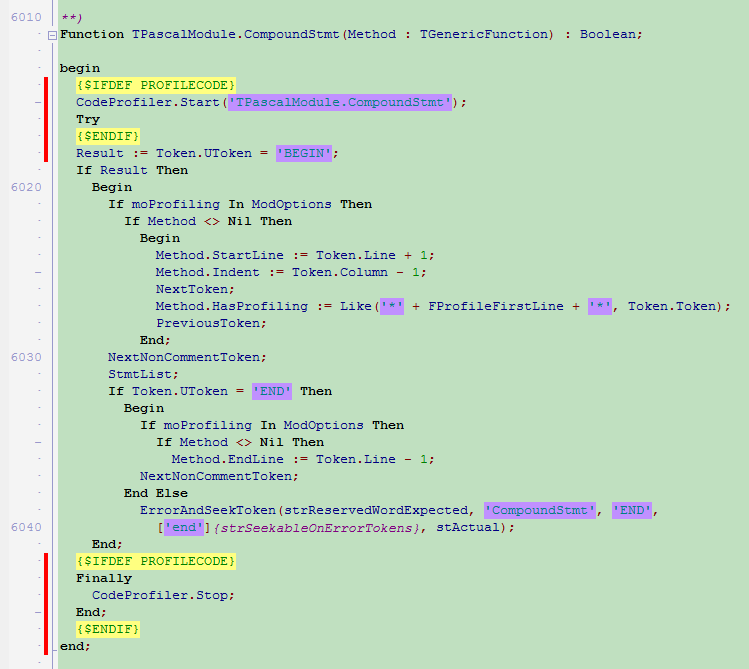 6010 **)
Function TPascalModule.CompoundStmt(Method : TGenericFunction) : Boolean;

begin
  {$IFDEF PROFILECODE}
  CodeProfiler.Start('TPascalModule.CompoundStmt');
  Try
  {$ENDIF}
  Result := Token.UToken = 'BEGIN';
  If Result Then
6020     Begin
      If moProfiling In ModOptions Then
        If Method <> Nil Then
          Begin
            Method.StartLine := Token.Line + 1;
            Method.Indent := Token.Column - 1;
            NextToken;
            Method.HasProfiling := Like('*' + FProfileFirstLine + '*', Token.Token);
            PreviousToken;
          End;
6030       NextNonCommentToken;
      StmtList;
      If Token.UToken = 'END' Then
        Begin
          If moProfiling In ModOptions Then
            If Method <> Nil Then
              Method.EndLine := Token.Line - 1;
          NextNonCommentToken;
        End Else
          ErrorAndSeekToken(strReservedWordExpected, 'CompoundStmt', 'END',
6040             ['end']{strSeekableOnErrorTokens}, stActual);
    End;
  {$IFDEF PROFILECODE}
  Finally
    CodeProfiler.Stop;
  End;
  {$ENDIF}
end;